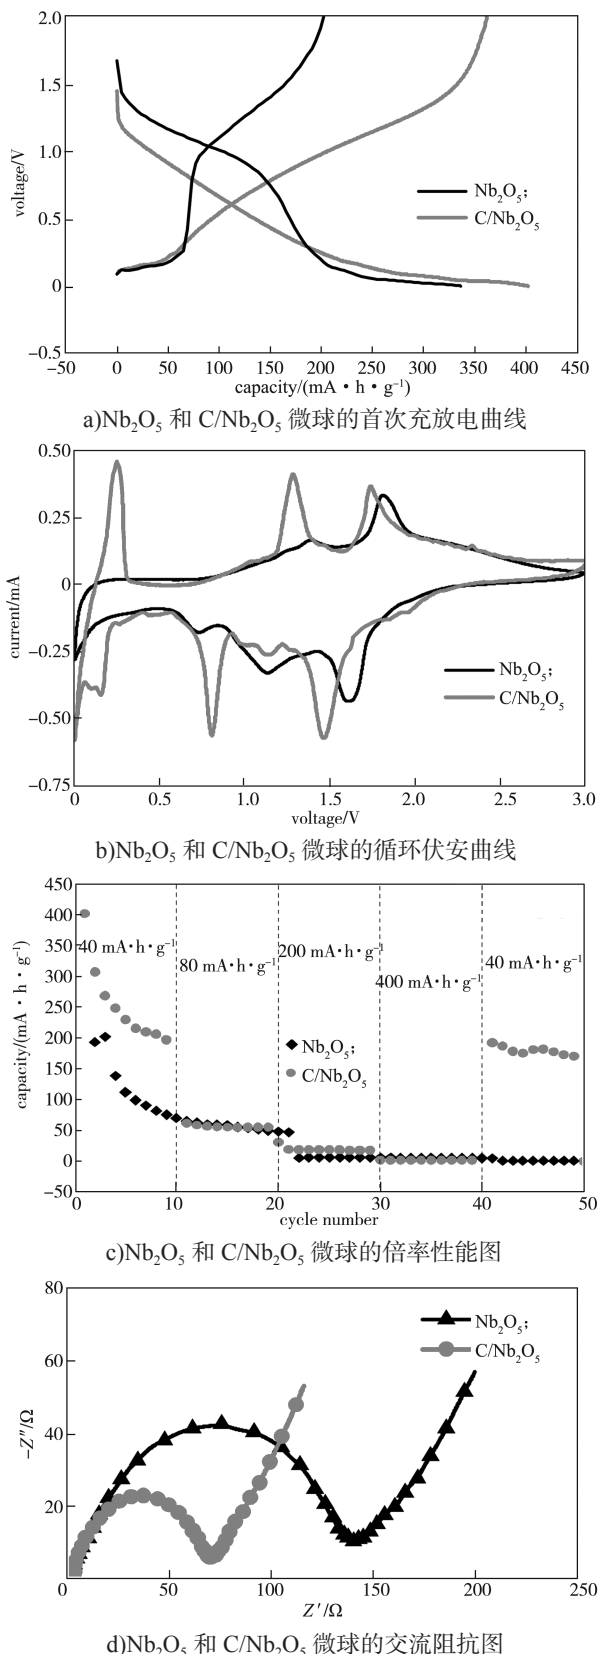 2.0
1.5
1.0
0.5
0
−0.5
voltage/V
Nb₂O₅;
C/Nb₂O₅
−50 0 50 100 150 200 250 300 350 400 450
capacity/(mA·h·g⁻¹)
a)Nb₂O₅ 和 C/Nb₂O₅ 微球的首次充放电曲线
0.50
0.25
0
−0.25
−0.50
−0.75
current/mA
Nb₂O₅;
C/Nb₂O₅
0 0.5 1.0 1.5 2.0 2.5 3.0
voltage/V
b)Nb₂O₅ 和 C/Nb₂O₅ 微球的循环伏安曲线
450
400
350
300
250
200
150
100
50
0
−50
capacity/(mA·h·g⁻¹)
40 mA·h·g⁻¹
80 mA·h·g⁻¹
200 mA·h·g⁻¹
400 mA·h·g⁻¹
40 mA·h·g⁻¹
Nb₂O₅;
C/Nb₂O₅
0 10 20 30 40 50
cycle number
c)Nb₂O₅ 和 C/Nb₂O₅ 微球的倍率性能图
80
60
40
20
−Z″/Ω
Nb₂O₅;
C/Nb₂O₅
0 50 100 150 200 250
Z′/Ω
d)Nb₂O₅ 和 C/Nb₂O₅ 微球的交流阻抗图